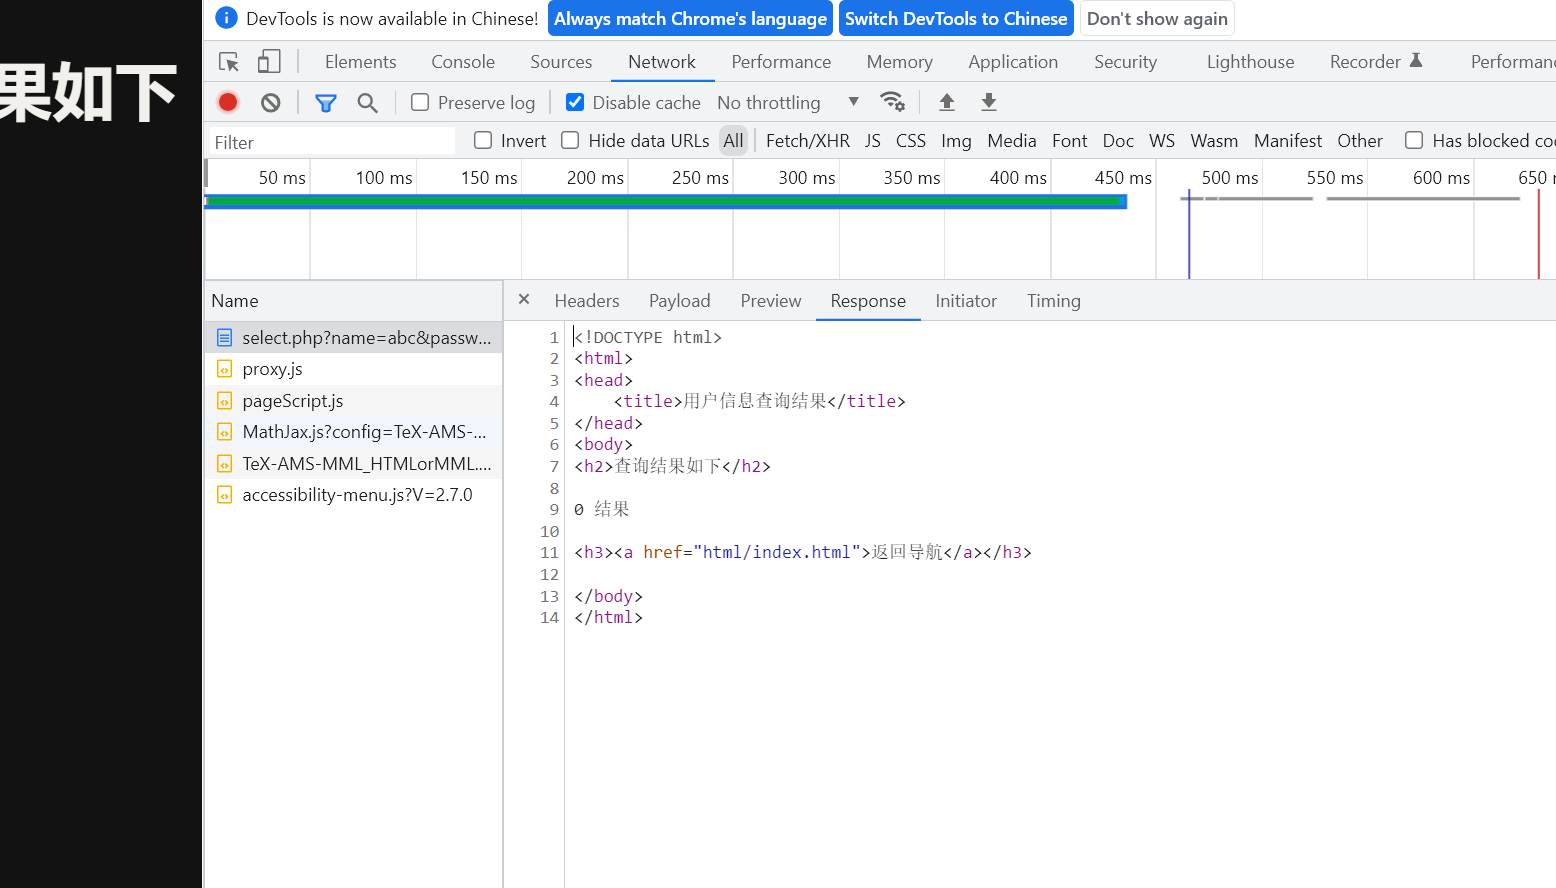 DevTools is now available in Chinese! Always match Chrome's language Switch DevTools to Chinese Don't show again
果如下
Elements Console Sources Network Performance Memory Application Security Lighthouse Recorder Performanc
Preserve log Disable cache No throttling
Filter Invert Hide data URLs All Fetch/XHR JS CSS Img Media Font Doc WS Wasm Manifest Other Has blocked coo
50 ms 100 ms 150 ms 200 ms 250 ms 300 ms 350 ms 400 ms 450 ms 500 ms 550 ms 600 ms 650 m
Name
× Headers Payload Preview Response Initiator Timing
select.php?name=abc&passw...
proxy.js
pageScript.js
MathJax.js?config=TeX-AMS-...
TeX-AMS-MML_HTMLorMML....
accessibility-menu.js?V=2.7.0
1 <!DOCTYPE html>
2 <html>
3 <head>
4     <title>用户信息查询结果</title>
5 </head>
6 <body>
7 <h2>查询结果如下</h2>
8
9 0 结果
10
11 <h3><a href="html/index.html">返回导航</a></h3>
12
13 </body>
14 </html>